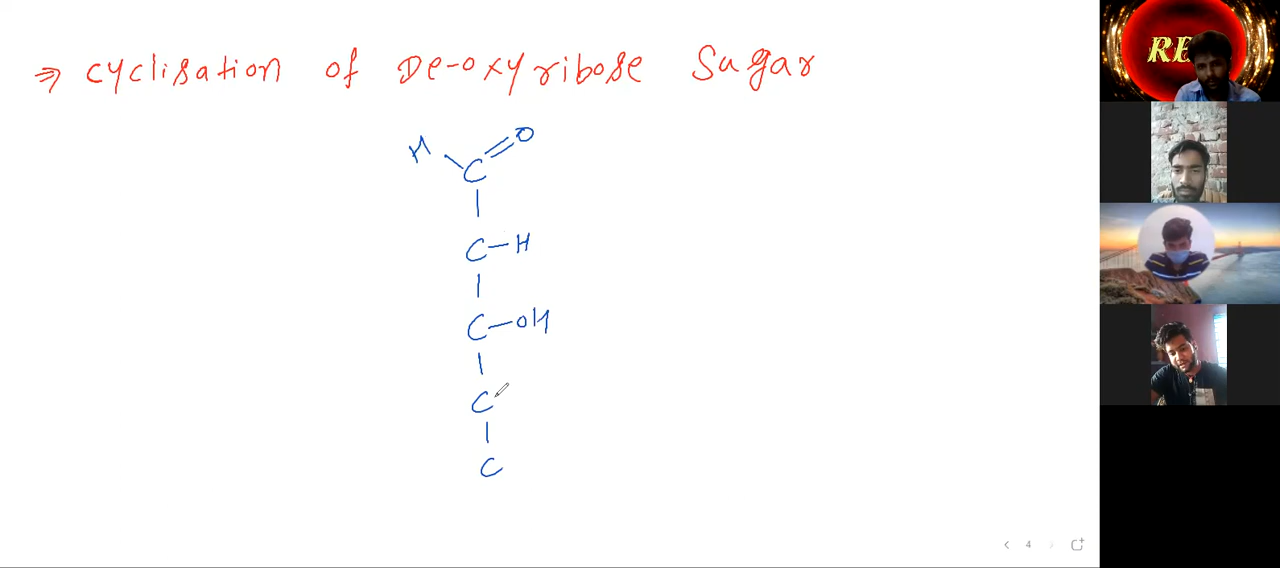 ⇒ Cyclisation of De-oxyribose Sugar
H O
C
C-H
C-OH
C
C
RE
< 4 >